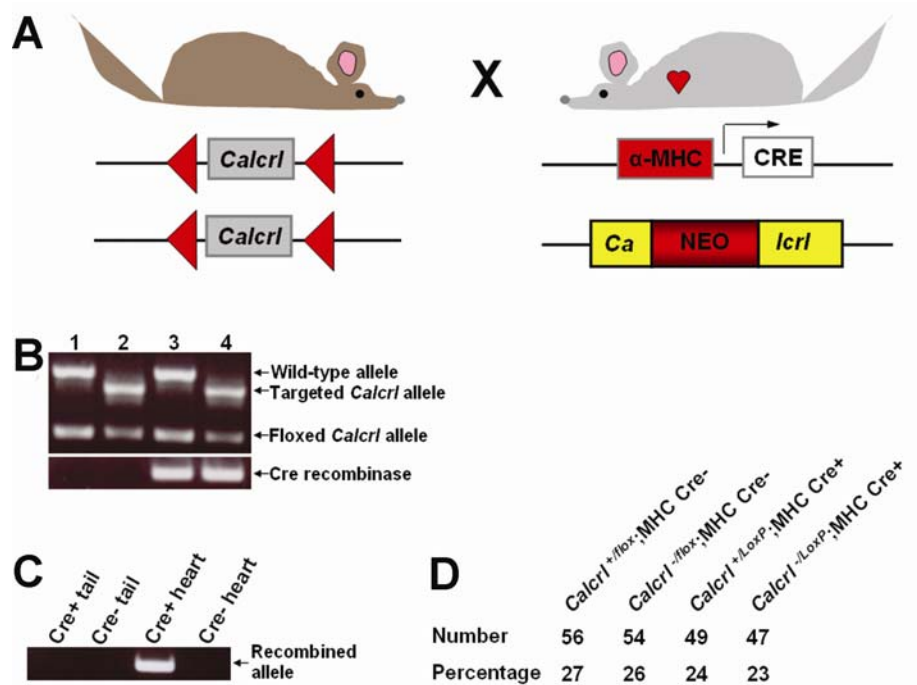 A
X
Calcrl
α-MHC CRE
Calcrl
Ca NEO lcrl
B
1 2 3 4
Wild-type allele
Targeted Calcrl allele
Floxed Calcrl allele
Cre recombinase
C
Cre+ tail
Cre- tail
Cre+ heart
Cre- heart
Recombined
allele
D
Calcrl +/flox;MHC Cre-
Calcrl -/flox;MHC Cre-
Calcrl +/LoxP;MHC Cre+
Calcrl -/LoxP;MHC Cre+
Number 56 54 49 47
Percentage 27 26 24 23